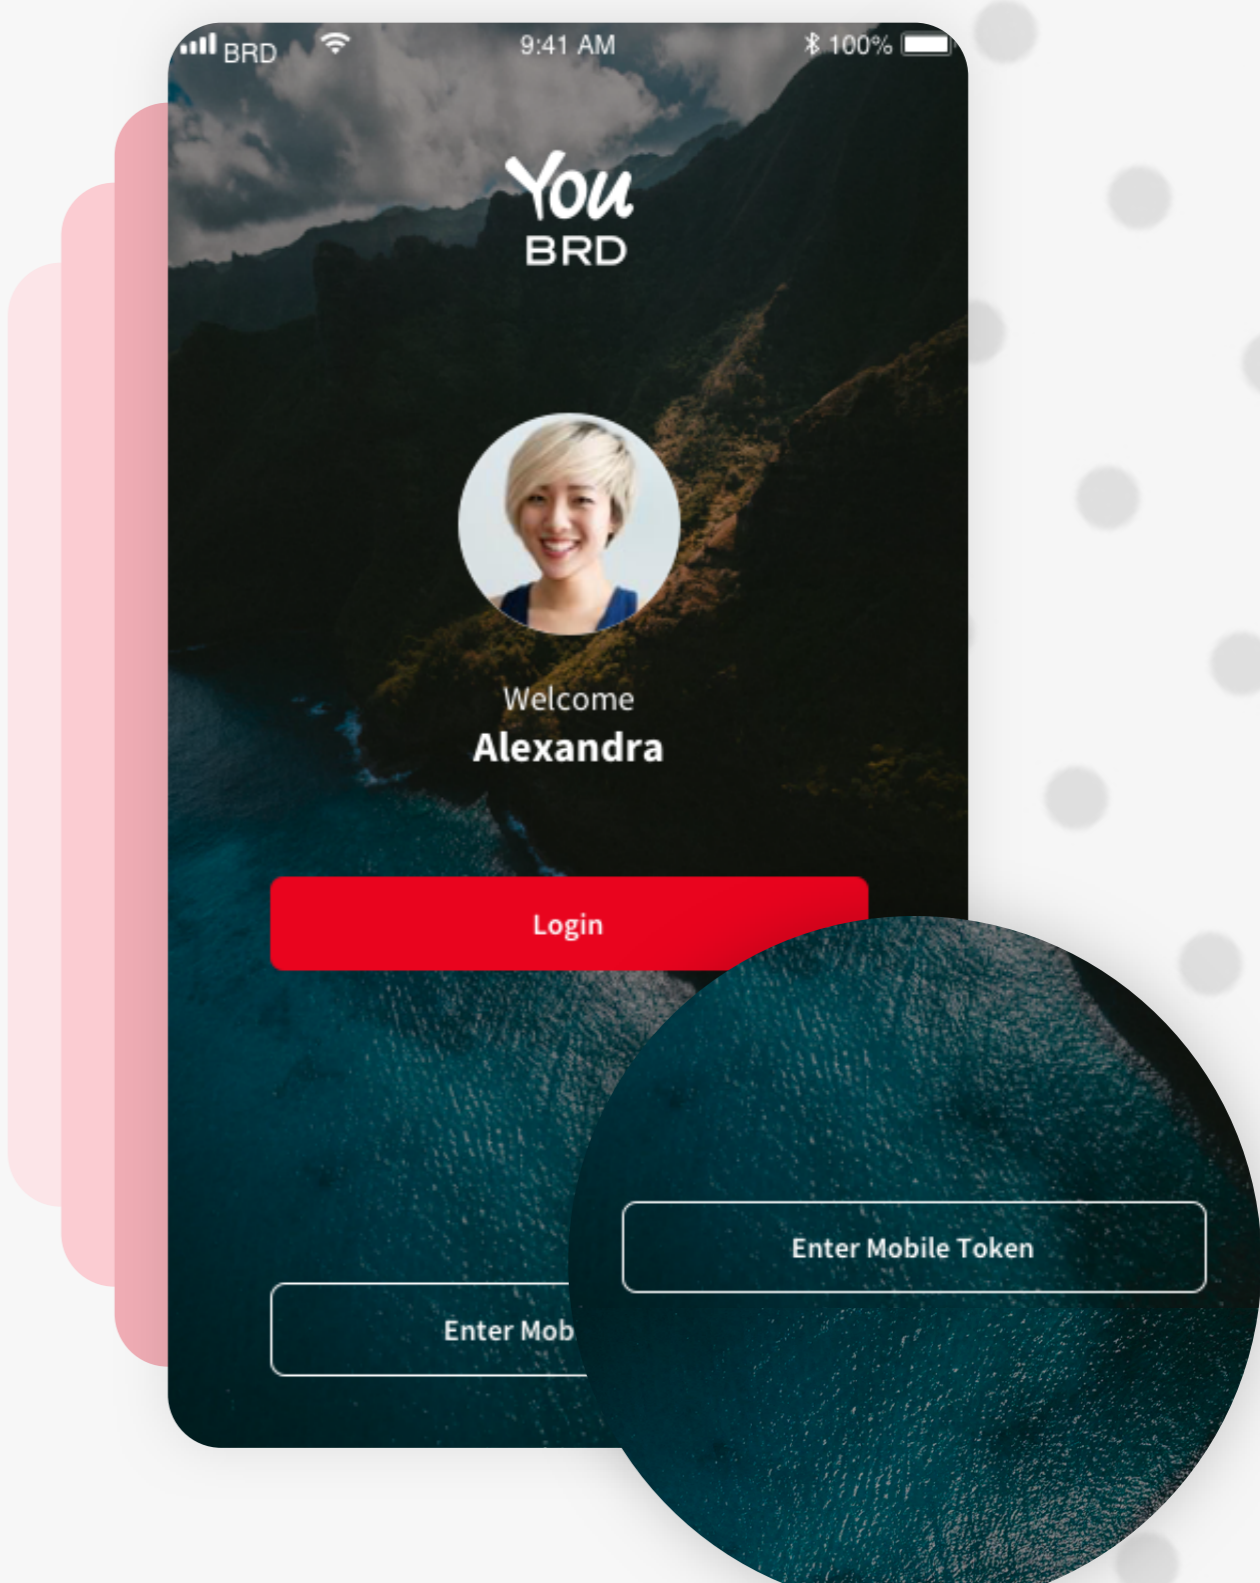 BRD 9:41 AM 100%
You
BRD
Welcome
Alexandra
Login
Enter Mobile Token
Enter Mob